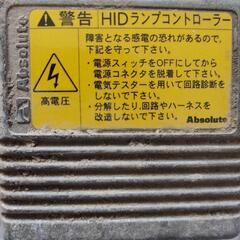 警告 HIDランプコントローラー
障害となる感電の恐れがあるので、
下記を守って下さい。
・電源スイッチをOFFにしてから
電源コネクタを脱着して下さい。
・電気テスターを用いて回路診断を
しないで下さい。
・分解したり、回路やハーネスを
改造しないで下さい。
高電圧
Absolute
Absolute